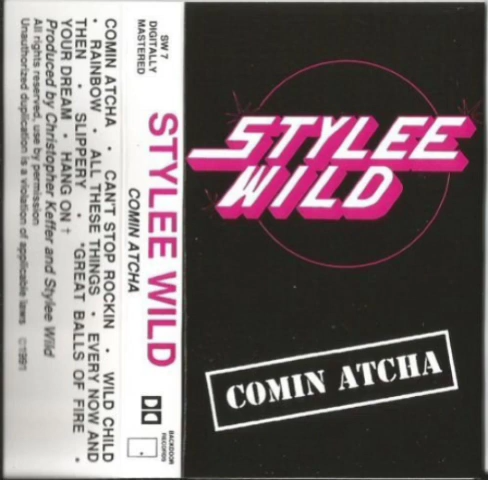 STYLEE
WILD
COMIN ATCHA
SW 7
DIGITALLY
MASTERED
STYLEE WILD
COMIN ATCHA
BACKDOOR
RECORDS
COMIN ATCHA • CAN'T STOP ROCKIN • WILD CHILD
• RAINBOW • ALL THESE THINGS • EVERY NOW AND
THEN • SLIPPERY • *GREAT BALLS OF FIRE •
YOUR DREAM • HANG ON †
Produced by Christopher Keffer and Stylee Wild
All rights reserved, use by permission
Unauthorized duplication is a violation of applicable laws ©1991